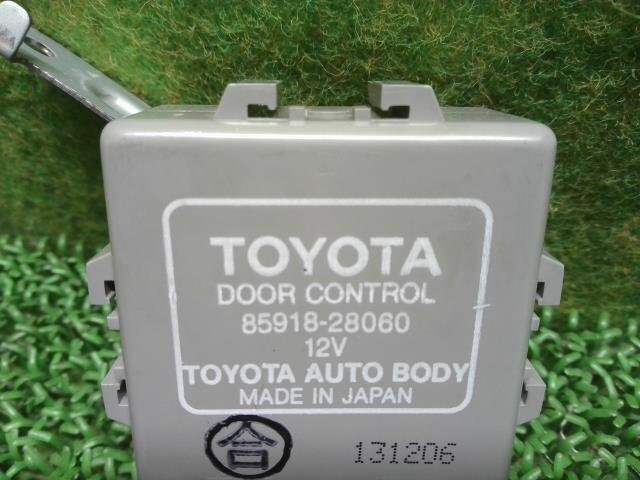 TOYOTA
DOOR CONTROL
85918-28060
12V
TOYOTA AUTO BODY
MADE IN JAPAN
合 131206